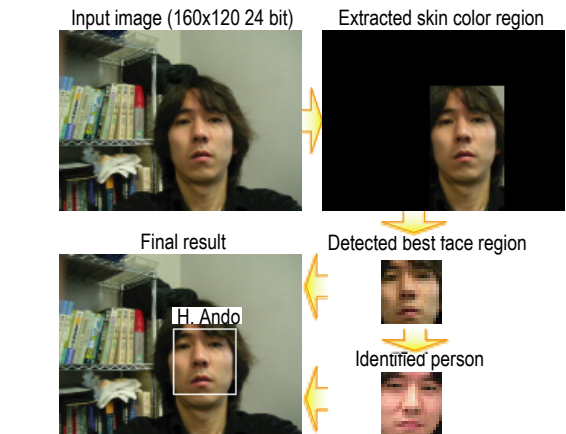 Input image (160x120 24 bit)
Extracted skin color region
Final result
Detected best face region
H. Ando
Identified person